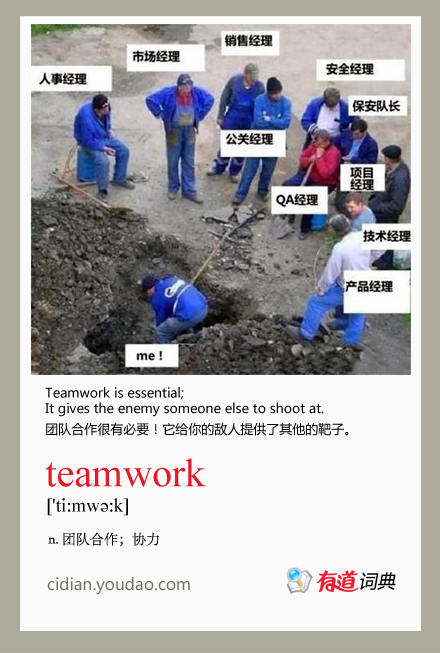 销售经理
市场经理
人事经理
安全经理
保安队长
公关经理
项目
经理
QA经理
技术经理
产品经理
me！
Teamwork is essential;
It gives the enemy someone else to shoot at.
团队合作很有必要！它给你的敌人提供了其他的靶子。
teamwork
['ti:mwə:k]
n. 团队合作；协力
cidian.youdao.com
有道词典